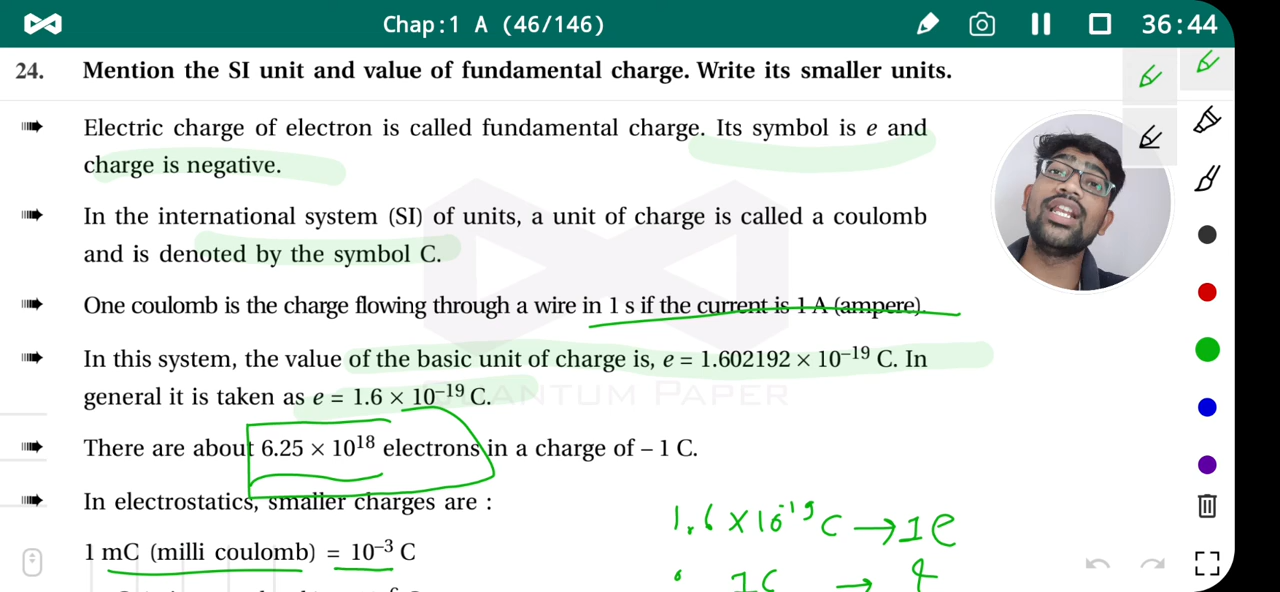 Chap:1 A (46/146)
36:44
24. Mention the SI unit and value of fundamental charge. Write its smaller units.
Electric charge of electron is called fundamental charge. Its symbol is e and
charge is negative.
In the international system (SI) of units, a unit of charge is called a coulomb
and is denoted by the symbol C.
One coulomb is the charge flowing through a wire in 1 s if the current is 1 A (ampere).
In this system, the value of the basic unit of charge is, e = 1.602192 × 10⁻¹⁹ C. In
general it is taken as e = 1.6 × 10⁻¹⁹ C.
QUANTUM PAPER
There are about 6.25 × 10¹⁸ electrons in a charge of – 1 C.
In electrostatics, smaller charges are :
1.6 × 10⁻¹⁹ C → 1e
1 mC (milli coulomb) = 10⁻³ C
1C →